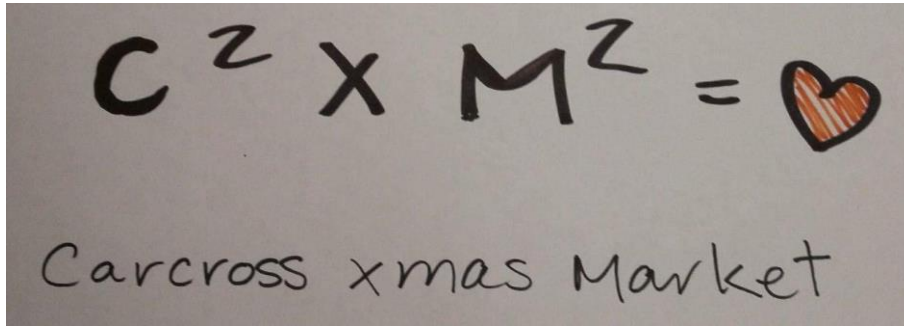 C² X M² = ♡
Carcross xmas Market